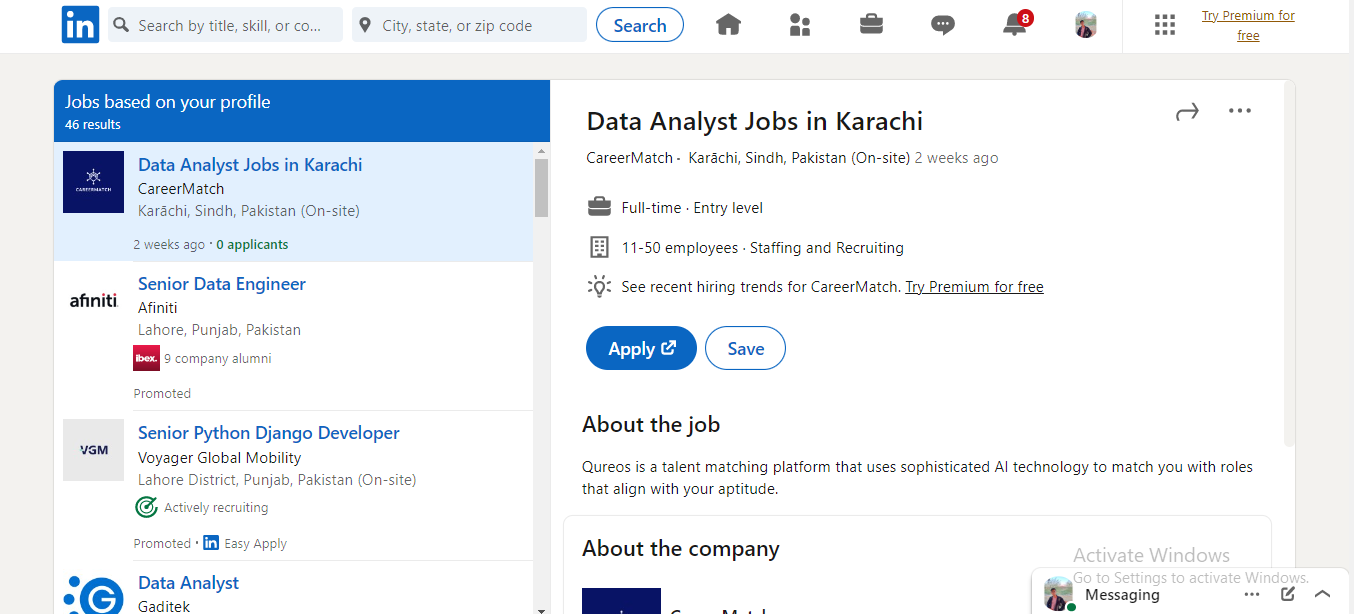 in
Search by title, skill, or co...
City, state, or zip code
Search
8
Try Premium for
free
Jobs based on your profile
46 results
CAREERMATCH
Data Analyst Jobs in Karachi
CareerMatch
Karāchi, Sindh, Pakistan (On-site)
2 weeks ago · 0 applicants
afiniti
Senior Data Engineer
Afiniti
Lahore, Punjab, Pakistan
ibex. 9 company alumni
Promoted
VGM
Senior Python Django Developer
Voyager Global Mobility
Lahore District, Punjab, Pakistan (On-site)
Actively recruiting
Promoted · in Easy Apply
G
Data Analyst
Gaditek
Data Analyst Jobs in Karachi
CareerMatch · Karāchi, Sindh, Pakistan (On-site) 2 weeks ago
Full-time · Entry level
11-50 employees · Staffing and Recruiting
See recent hiring trends for CareerMatch. Try Premium for free
Apply
Save
About the job
Qureos is a talent matching platform that uses sophisticated AI technology to match you with roles
that align with your aptitude.
About the company
CareerMatch
Activate Windows
Go to Settings to activate Windows.
Messaging